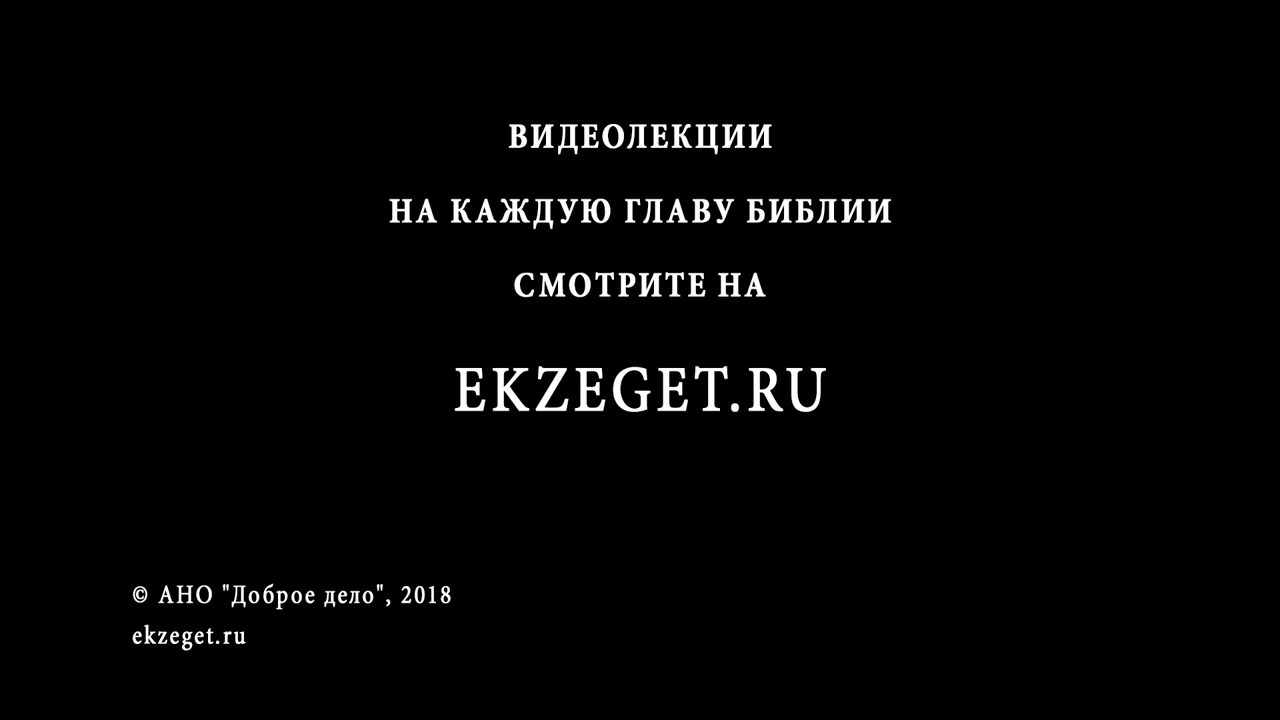 ВИДЕОЛЕКЦИИ
НА КАЖДУЮ ГЛАВУ БИБЛИИ
СМОТРИТЕ НА
EKZEGET.RU
© АНО "Доброе дело", 2018
ekzeget.ru